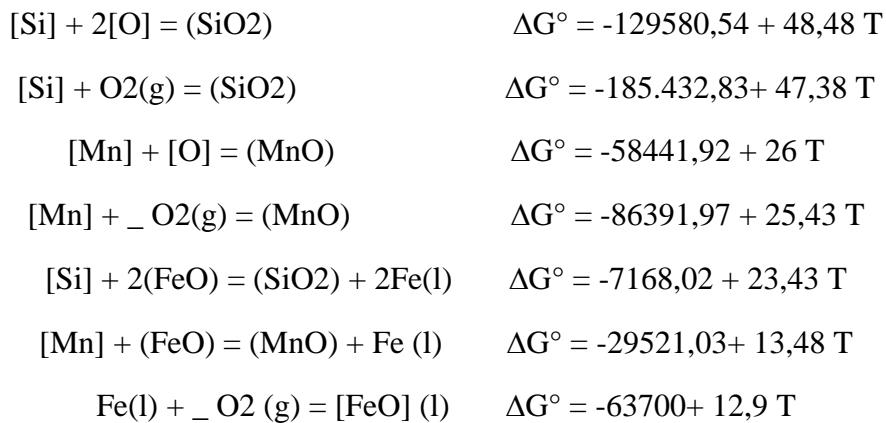 [Si] + 2[O] = (SiO2) ΔG° = -129580,54 + 48,48 T
[Si] + O2(g) = (SiO2) ΔG° = -185.432,83+ 47,38 T
[Mn] + [O] = (MnO) ΔG° = -58441,92 + 26 T
[Mn] + _ O2(g) = (MnO) ΔG° = -86391,97 + 25,43 T
[Si] + 2(FeO) = (SiO2) + 2Fe(l) ΔG° = -7168,02 + 23,43 T
[Mn] + (FeO) = (MnO) + Fe (l) ΔG° = -29521,03+ 13,48 T
Fe(l) + _ O2 (g) = [FeO] (l) ΔG° = -63700+ 12,9 T